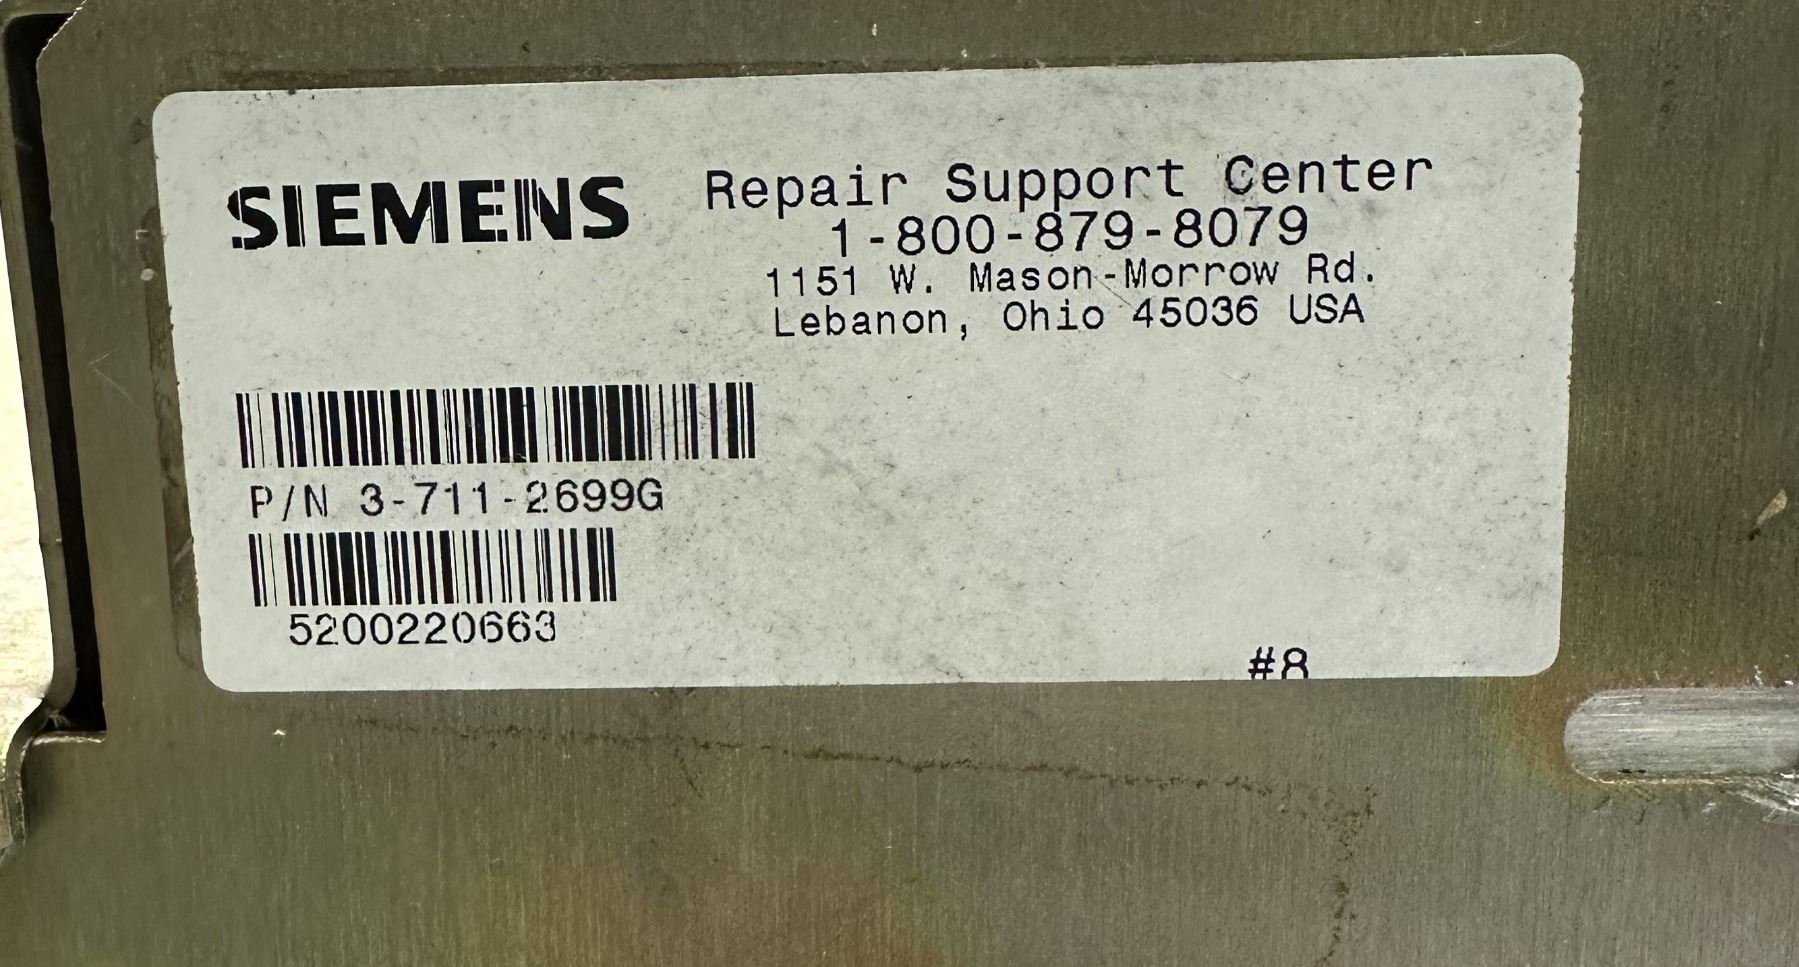 SIEMENS
Repair Support Center
1-800-879-8079
1151 W. Mason-Morrow Rd.
Lebanon, Ohio 45036 USA
P/N 3-711-2699G
5200220663
#8